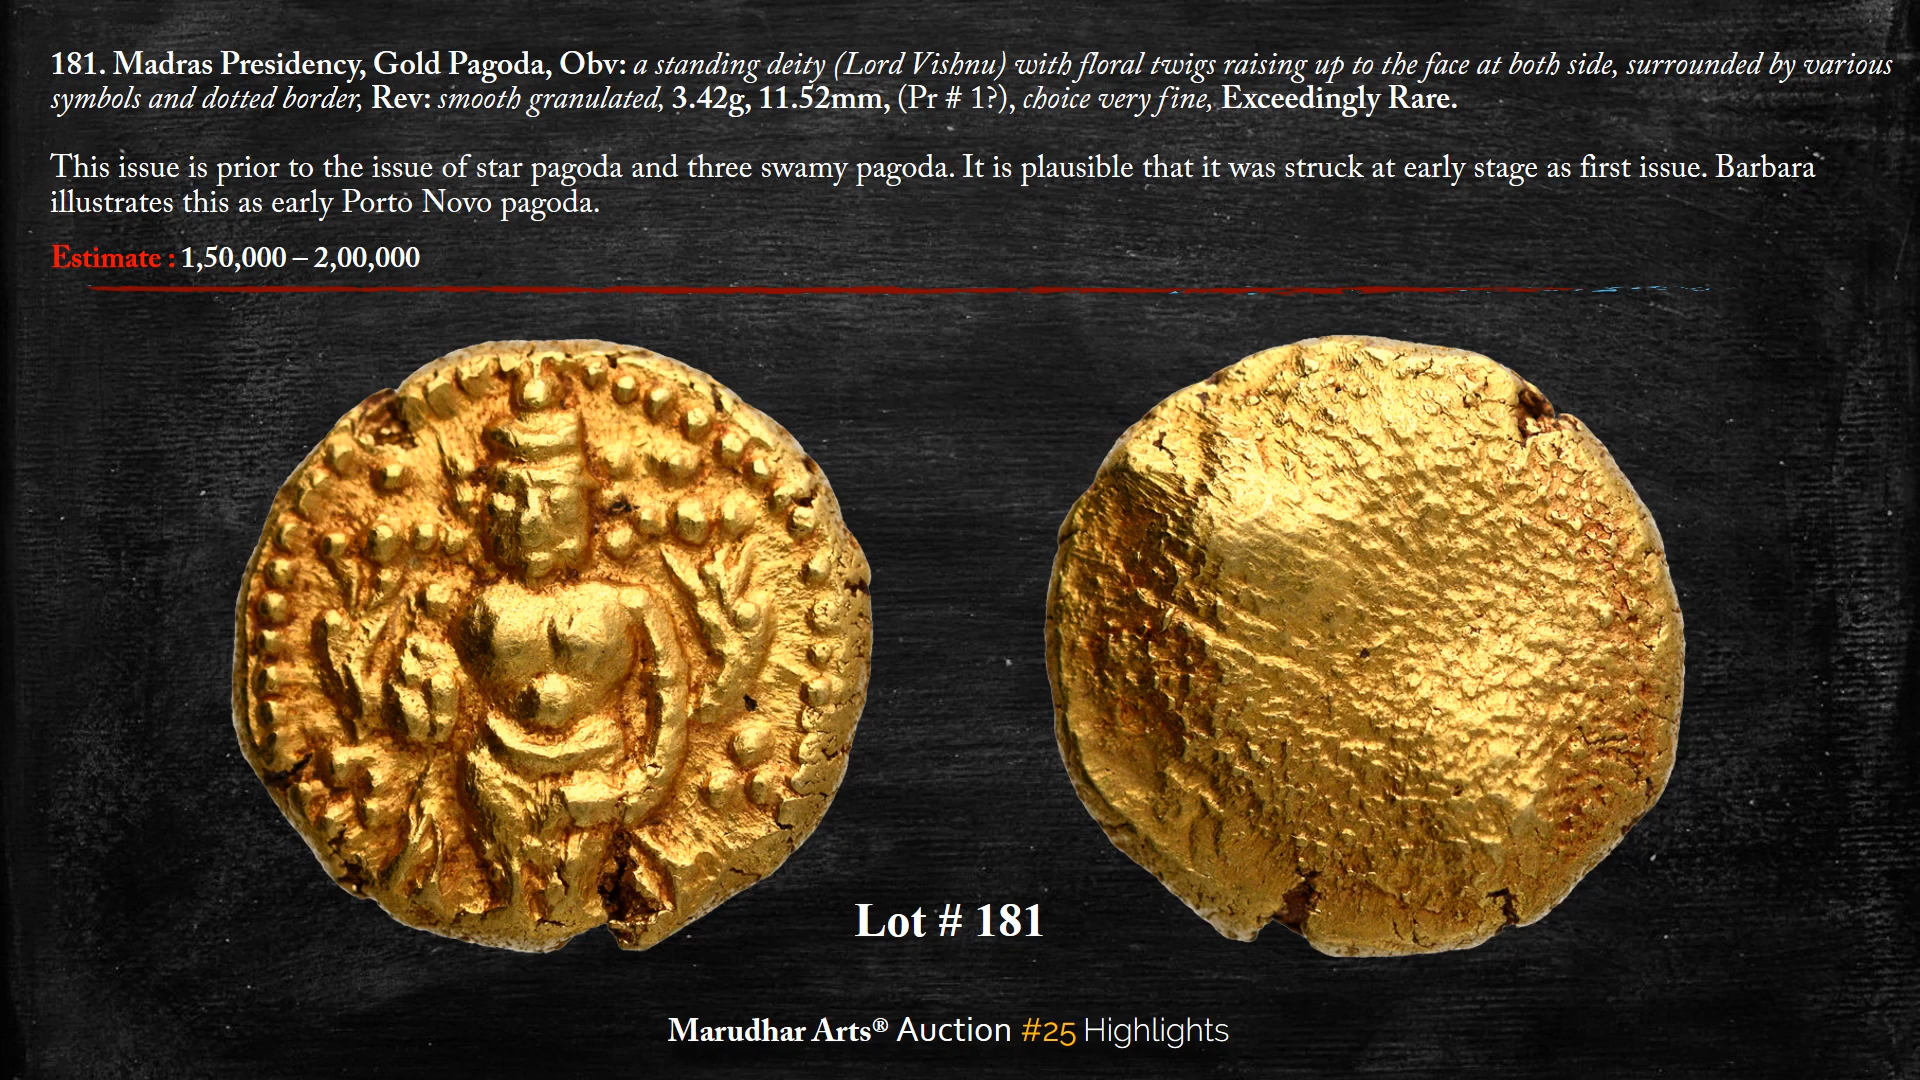 181. Madras Presidency, Gold Pagoda, Obv: a standing deity (Lord Vishnu) with floral twigs raising up to the face at both side, surrounded by various
symbols and dotted border, Rev: smooth granulated, 3.42g, 11.52mm, (Pr # 1?), choice very fine, Exceedingly Rare.
This issue is prior to the issue of star pagoda and three swamy pagoda. It is plausible that it was struck at early stage as first issue. Barbara
illustrates this as early Porto Novo pagoda.
Estimate : 1,50,000 – 2,00,000
Lot # 181
Marudhar Arts® Auction #25 Highlights